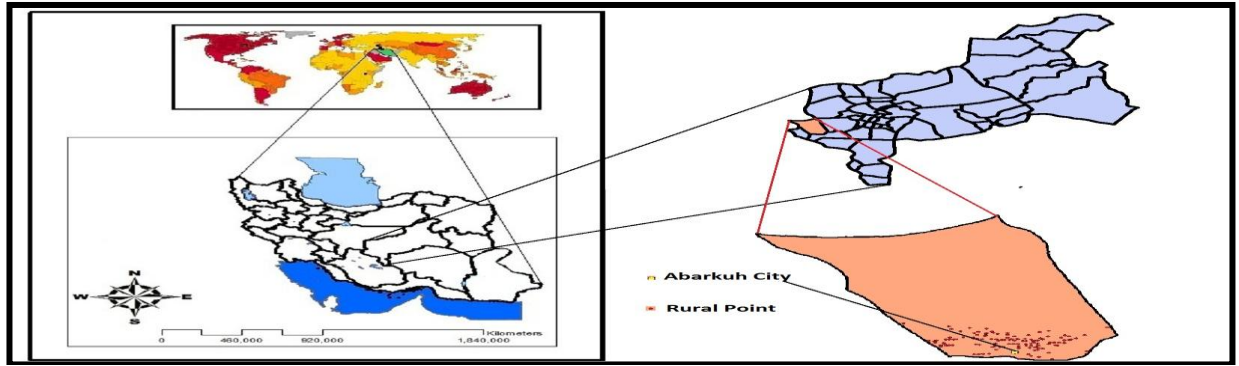 N
W E
S
Kilometers
0 460,000 920,000 1,840,000
Abarkuh City
Rural Point